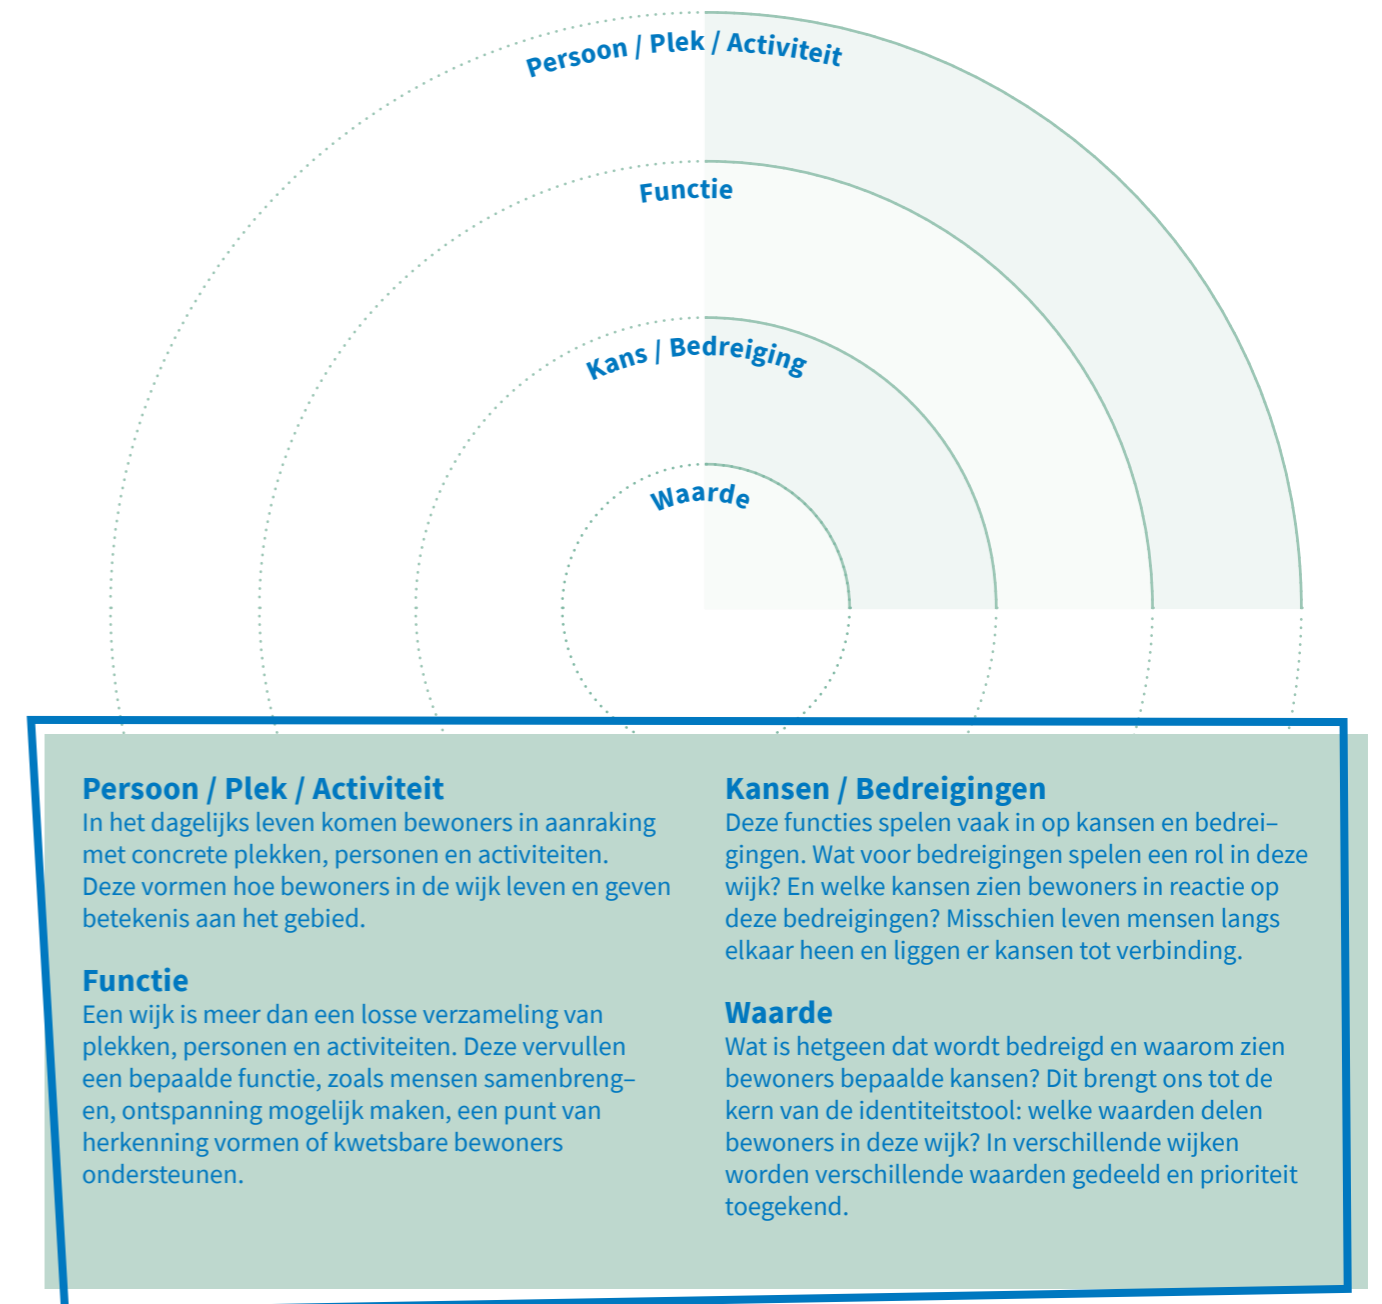 Persoon / Plek / Activiteit
Functie
Kans / Bedreiging
Waarde
Persoon / Plek / Activiteit
In het dagelijks leven komen bewoners in aanraking
met concrete plekken, personen en activiteiten.
Deze vormen hoe bewoners in de wijk leven en geven
betekenis aan het gebied.
Functie
Een wijk is meer dan een losse verzameling van
plekken, personen en activiteiten. Deze vervullen
een bepaalde functie, zoals mensen samenbreng–
en, ontspanning mogelijk maken, een punt van
herkenning vormen of kwetsbare bewoners
ondersteunen.
Kansen / Bedreigingen
Deze functies spelen vaak in op kansen en bedrei–
gingen. Wat voor bedreigingen spelen een rol in deze
wijk? En welke kansen zien bewoners in reactie op
deze bedreigingen? Misschien leven mensen langs
elkaar heen en liggen er kansen tot verbinding.
Waarde
Wat is hetgeen dat wordt bedreigd en waarom zien
bewoners bepaalde kansen? Dit brengt ons tot de
kern van de identiteitstool: welke waarden delen
bewoners in deze wijk? In verschillende wijken
worden verschillende waarden gedeeld en prioriteit
toegekend.